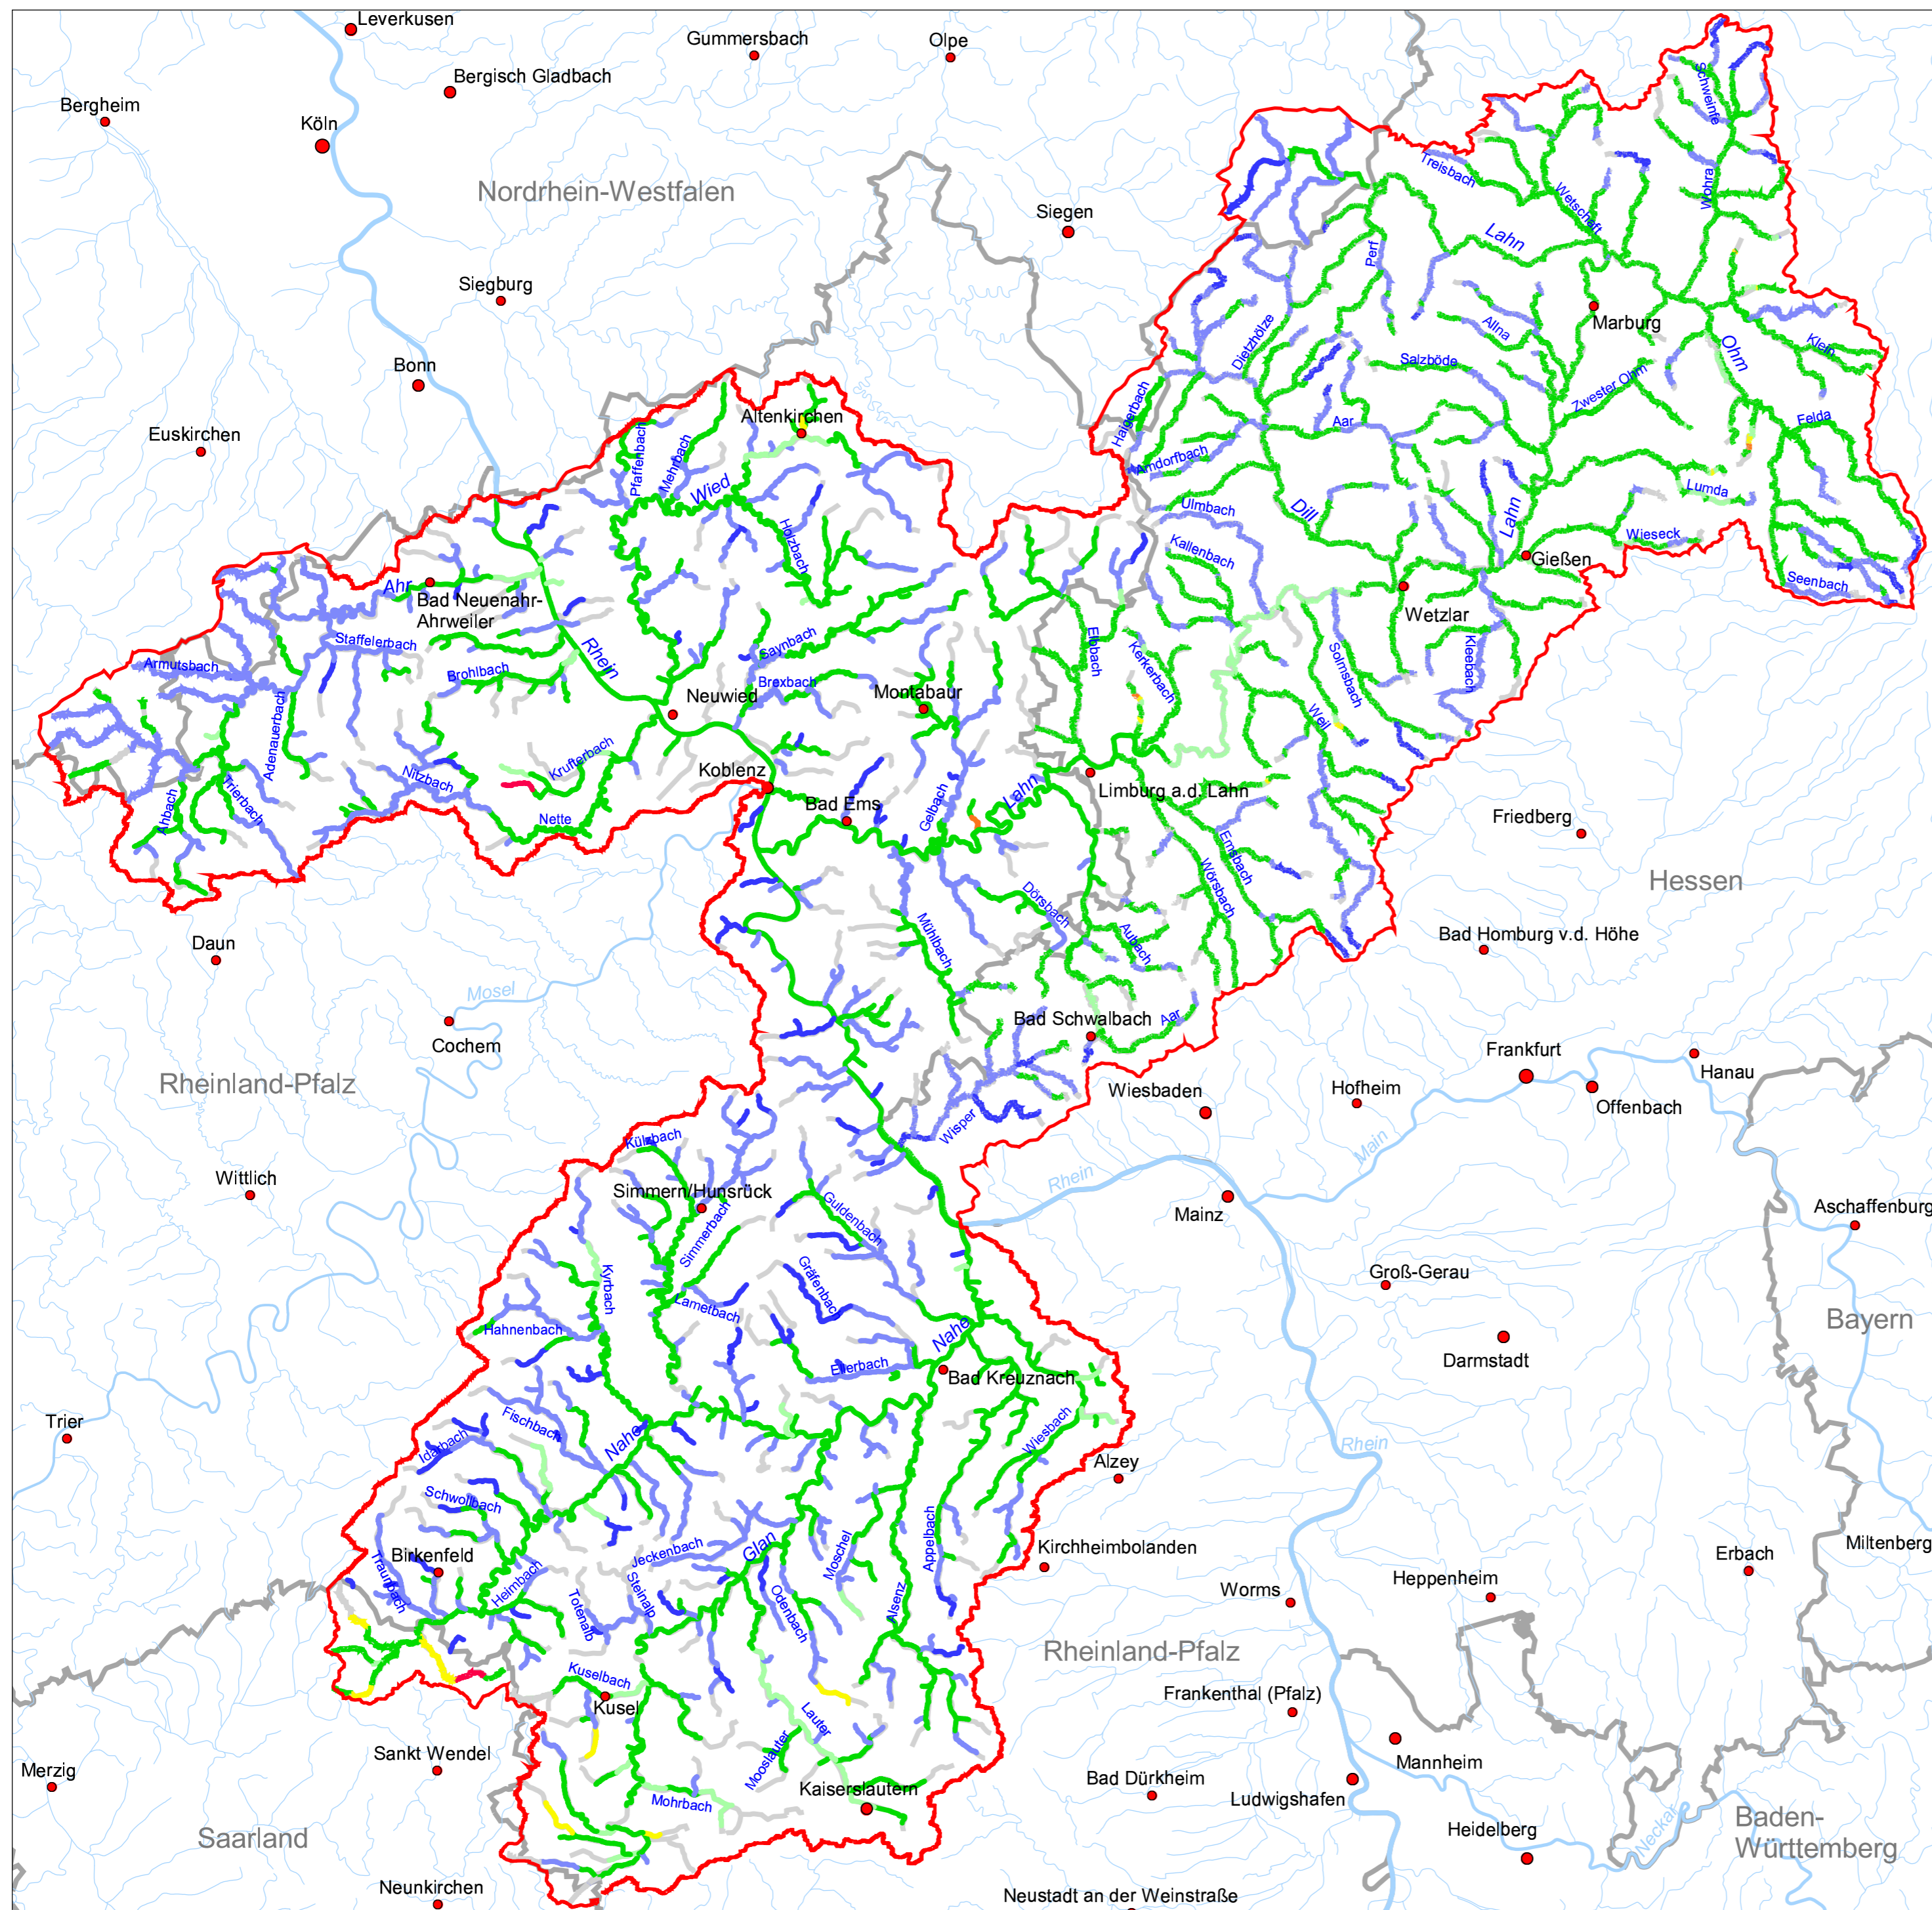 Leverkusen
Gummersbach
Olpe
Bergisch Gladbach
Bergheim
Köln
Nordrhein-Westfalen
Siegen
Siegburg
Bonn
Euskirchen
Altenkirchen
Schweinfe
Treisbach
Wetschaft
Wohra
Lahn
Perf
Marburg
Allna
Dietzhölze
Salzböde
Ohm
Klein
Zwester Ohm
Haigerbach
Aar
Felda
Amdorfbach
Lumda
Ulmbach
Dill
Lahn
Wieseck
Kallenbach
Gießen
Seenbach
Wetzlar
Pfaffenbach
Mehrbach
Wied
Holzbach
Ahr
Bad Neuenahr-
Ahrweiler
Staffelerbach
Armutsbach
Brohlbach
Rhein
Saynbach
Brexbach
Montabaur
Neuwied
Elbbach
Kerkerbach
Solmsbach
Kleebach
Weil
Adenauerbach
Nitzbach
Krufterbach
Koblenz
Trierbach
Ahbach
Nette
Bad Ems
Gelbach
Lahn
Limburg a.d. Lahn
Friedberg
Emsbach
Wörsbach
Hessen
Dörsbach
Mühlbach
Aubach
Bad Homburg v.d. Höhe
Daun
Mosel
Cochem
Bad Schwalbach
Aar
Frankfurt
Hanau
Rheinland-Pfalz
Wiesbaden
Hofheim
Offenbach
Wisper
Main
Külzbach
Wittlich
Simmern/Hunsrück
Rhein
Mainz
Aschaffenburg
Guldenbach
Simmerbach
Kyrbach
Gräfenbach
Groß-Gerau
Lametbach
Hahnenbach
Nahe
Bayern
Ellerbach
Bad Kreuznach
Darmstadt
Trier
Fischbach
Idarbach
Nahe
Wiesbach
Rhein
Alzey
Schwollbach
Appelbach
Glan
Moschel
Jeckenbach
Birkenfeld
Traunbach
Heimbach
Totenalb
Steinalp
Odenbach
Alsenz
Kirchheimbolanden
Miltenberg
Erbach
Heppenheim
Worms
Rheinland-Pfalz
Kuselbach
Kusel
Lauter
Mooslauter
Frankenthal (Pfalz)
Sankt Wendel
Merzig
Mohrbach
Kaiserslautern
Bad Dürkheim
Mannheim
Ludwigshafen
Saarland
Heidelberg
Neckar
Baden-
Württemberg
Neunkirchen
Neustadt an der Weinstraße